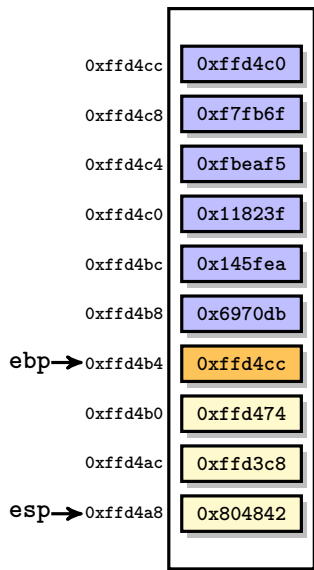 0xffd4cc 0xffd4c0
0xffd4c8 0xf7fb6f
0xffd4c4 0xfbeaf5
0xffd4c0 0x11823f
0xffd4bc 0x145fea
0xffd4b8 0x6970db
ebp 0xffd4b4 0xffd4cc
0xffd4b0 0xffd474
0xffd4ac 0xffd3c8
esp 0xffd4a8 0x804842